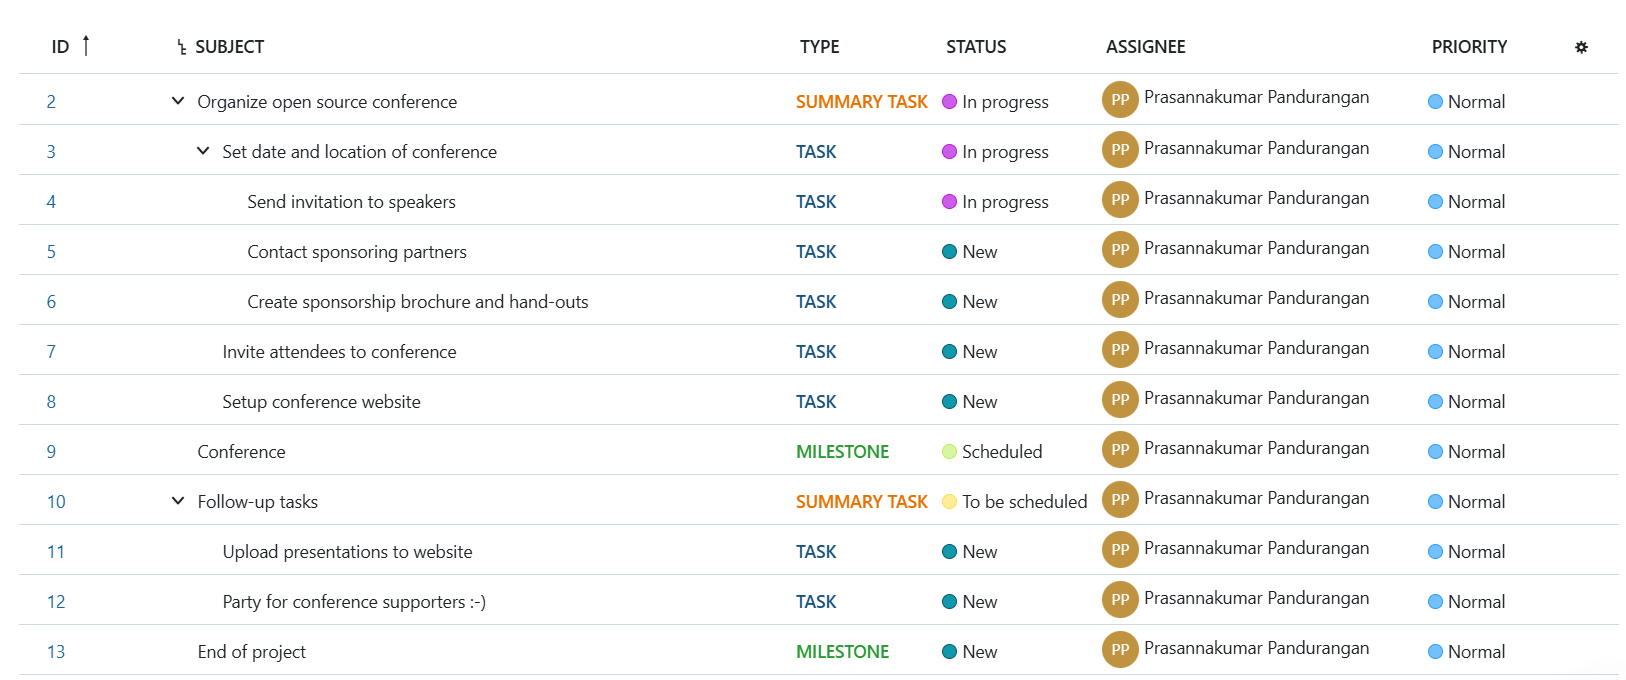 ID SUBJECT TYPE STATUS ASSIGNEE PRIORITY
2 Organize open source conference SUMMARY TASK In progress PP Prasannakumar Pandurangan Normal
3 Set date and location of conference TASK In progress PP Prasannakumar Pandurangan Normal
4 Send invitation to speakers TASK In progress PP Prasannakumar Pandurangan Normal
5 Contact sponsoring partners TASK New PP Prasannakumar Pandurangan Normal
6 Create sponsorship brochure and hand-outs TASK New PP Prasannakumar Pandurangan Normal
7 Invite attendees to conference TASK New PP Prasannakumar Pandurangan Normal
8 Setup conference website TASK New PP Prasannakumar Pandurangan Normal
9 Conference MILESTONE Scheduled PP Prasannakumar Pandurangan Normal
10 Follow-up tasks SUMMARY TASK To be scheduled PP Prasannakumar Pandurangan Normal
11 Upload presentations to website TASK New PP Prasannakumar Pandurangan Normal
12 Party for conference supporters :-) TASK New PP Prasannakumar Pandurangan Normal
13 End of project MILESTONE New PP Prasannakumar Pandurangan Normal